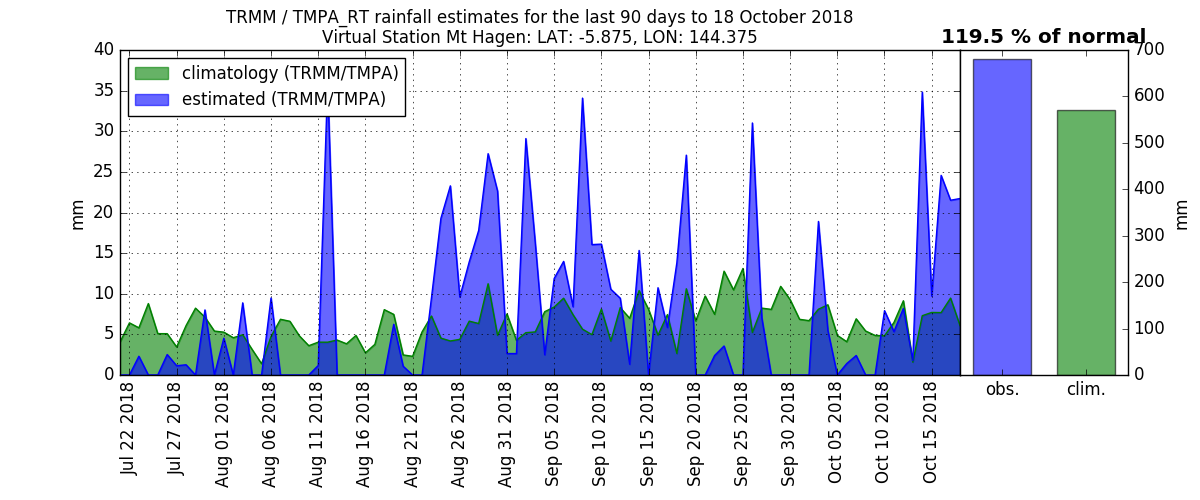 TRMM / TMPA_RT rainfall estimates for the last 90 days to 18 October 2018
Virtual Station Mt Hagen: LAT: -5.875, LON: 144.375
119.5 % of normal
climatology (TRMM/TMPA)
estimated (TRMM/TMPA)
40
35
30
25
20
15
10
5
0
mm
700
600
500
400
300
200
100
0
mm
Jul 22 2018
Jul 27 2018
Aug 01 2018
Aug 06 2018
Aug 11 2018
Aug 16 2018
Aug 21 2018
Aug 26 2018
Aug 31 2018
Sep 05 2018
Sep 10 2018
Sep 15 2018
Sep 20 2018
Sep 25 2018
Sep 30 2018
Oct 05 2018
Oct 10 2018
Oct 15 2018
obs.
clim.